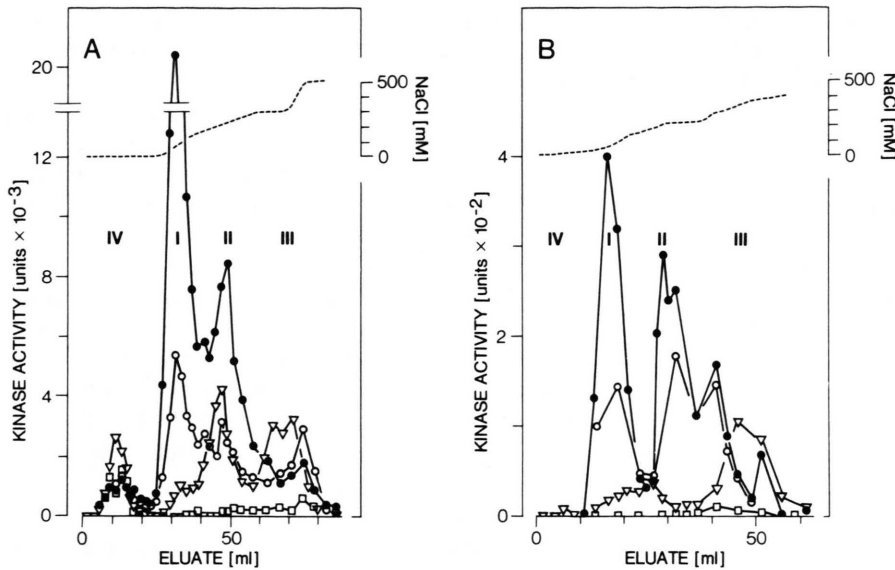 A
KINASE ACTIVITY [units × 10⁻³]
20
12
8
4
0
IV
I
II
III
500
0
NaCl [mM]
0
50
ELUATE [ml]
B
KINASE ACTIVITY [units × 10⁻²]
4
2
0
IV
I
II
III
500
0
NaCl [mM]
0
50
ELUATE [ml]